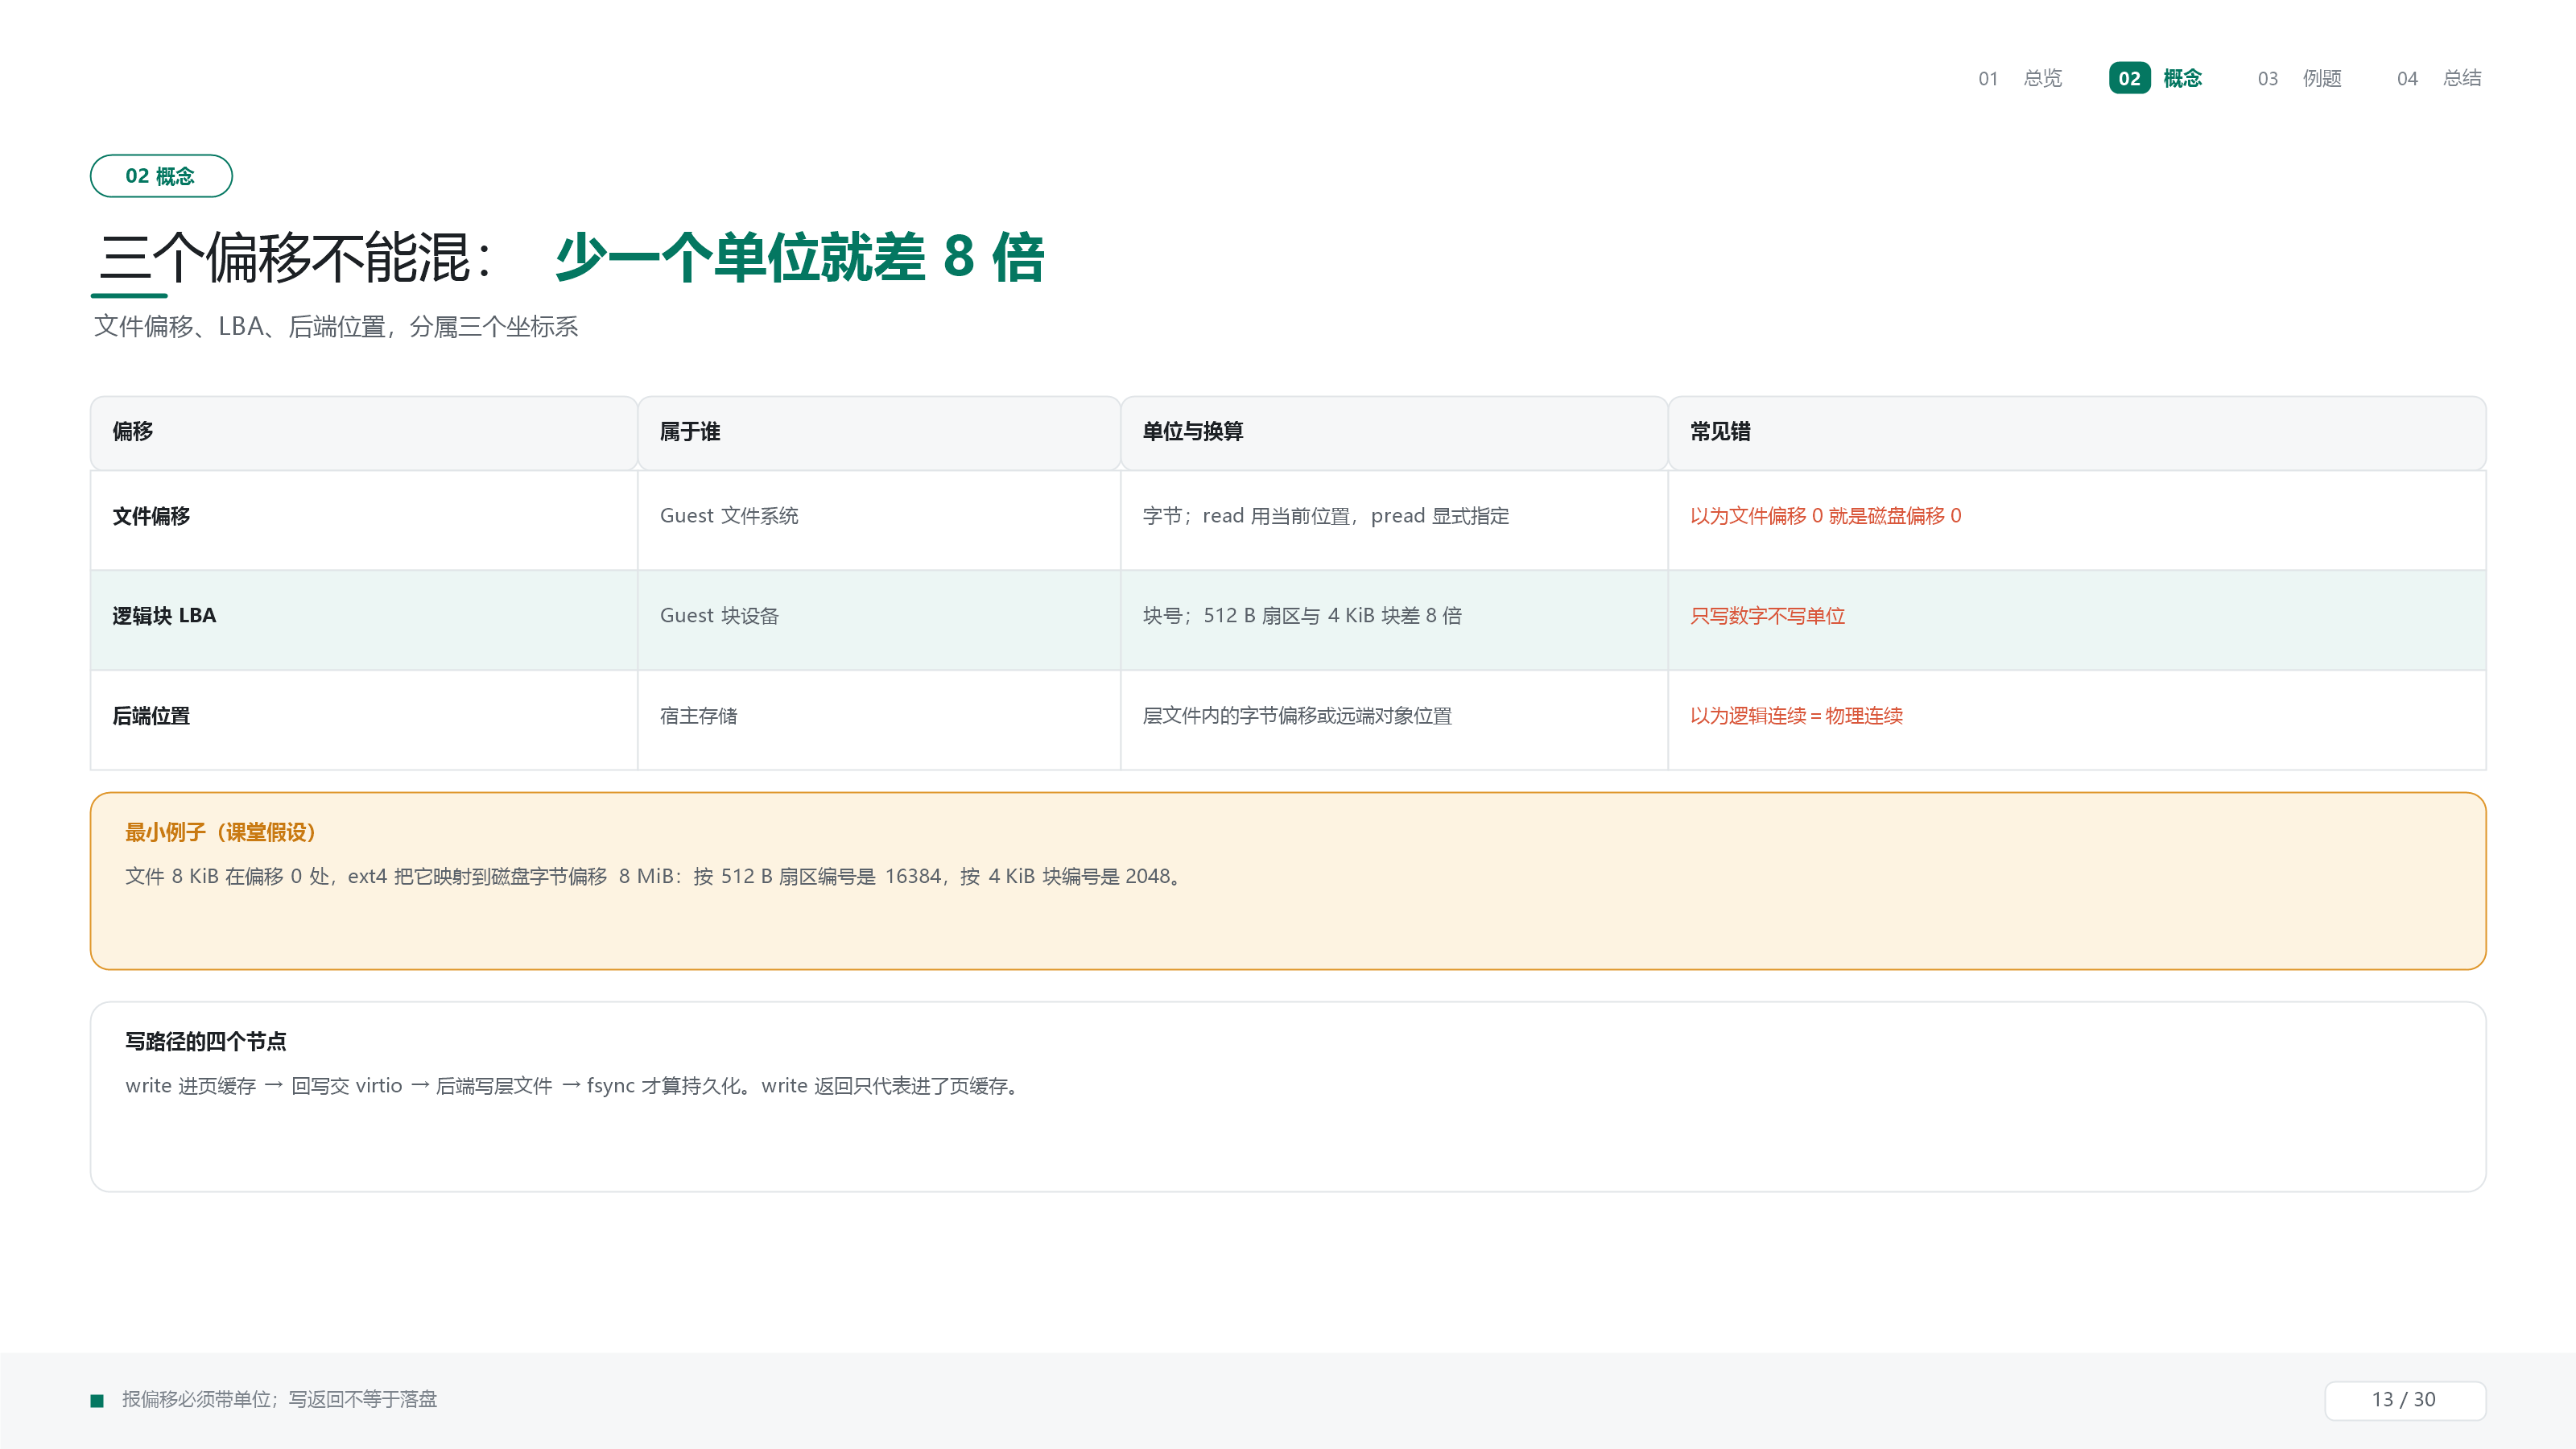 01 总览 02 概念 03 例题 04 总结
02 概念
三个偏移不能混： 少一个单位就差 8 倍
文件偏移、LBA、后端位置，分属三个坐标系
偏移 属于谁 单位与换算 常见错
文件偏移 Guest 文件系统 字节；read 用当前位置，pread 显式指定 以为文件偏移 0 就是磁盘偏移 0
逻辑块 LBA Guest 块设备 块号；512 B 扇区与 4 KiB 块差 8 倍 只写数字不写单位
后端位置 宿主存储 层文件内的字节偏移或远端对象位置 以为逻辑连续=物理连续
最小例子（课堂假设）
文件 8 KiB 在偏移 0 处，ext4 把它映射到磁盘字节偏移 8 MiB：按 512 B 扇区编号是 16384，按 4 KiB 块编号是 2048。
写路径的四个节点
write 进页缓存 → 回写交 virtio → 后端写层文件 → fsync 才算持久化。write 返回只代表进了页缓存。
报偏移必须带单位；写返回不等于落盘
13 / 30